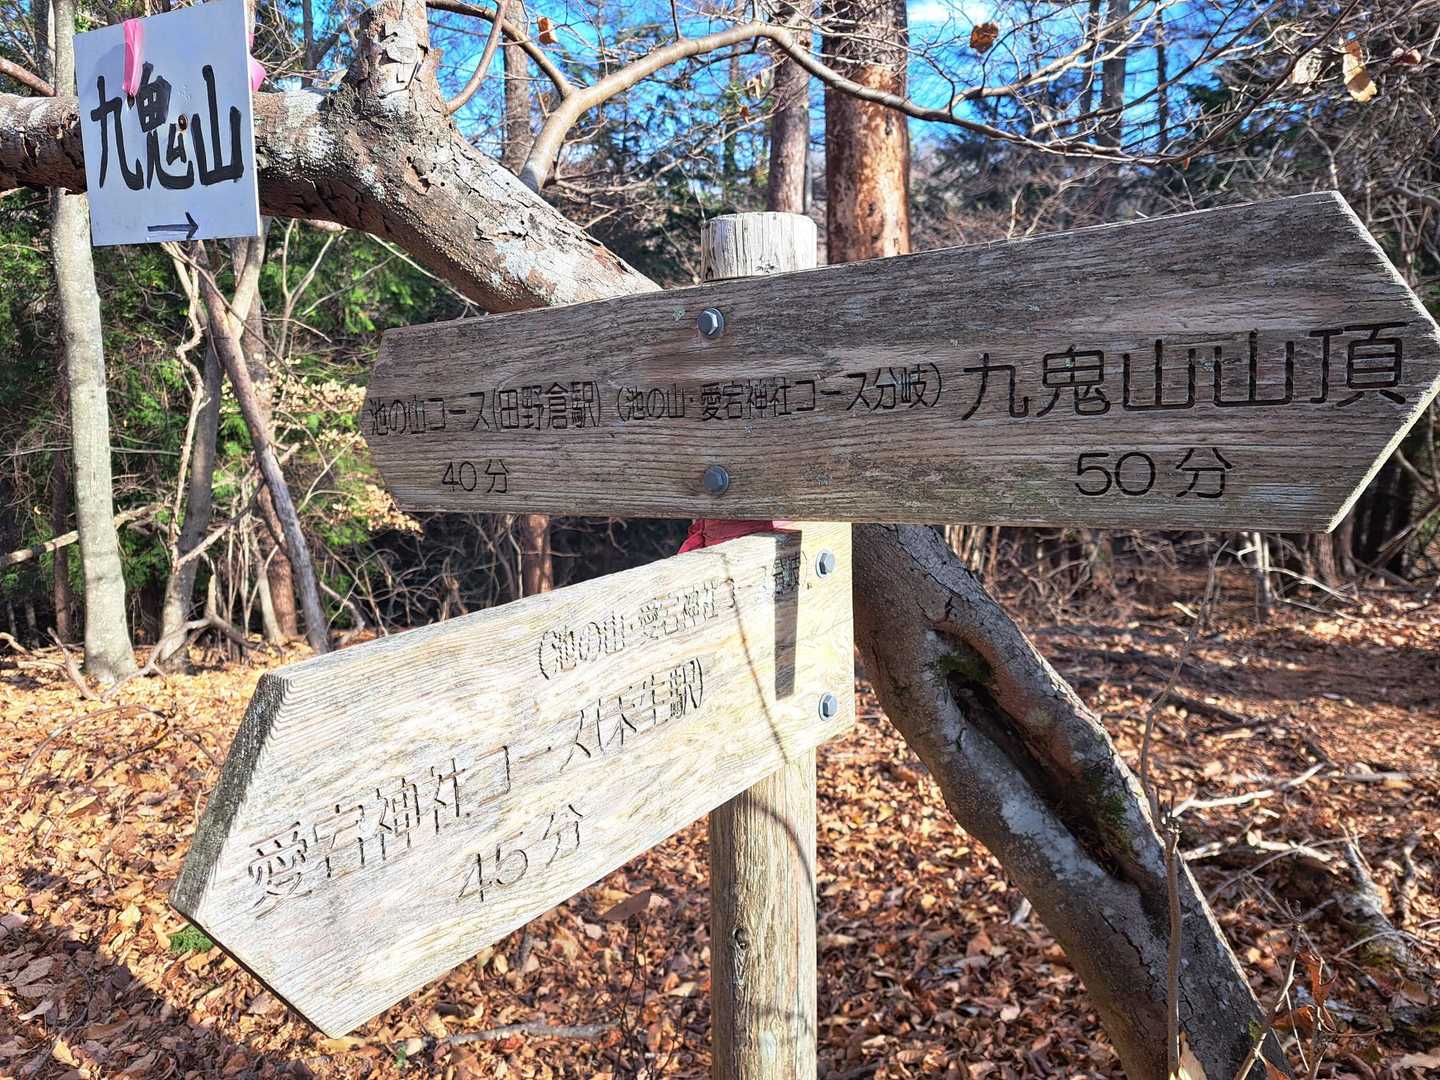 九鬼山
→
池の山コース(田野倉駅) (池の山・愛宕神社コース分岐) 九鬼山山頂
40分 50分
(池の山・愛宕神社コース
愛宕神社コース(禾生駅)
45分